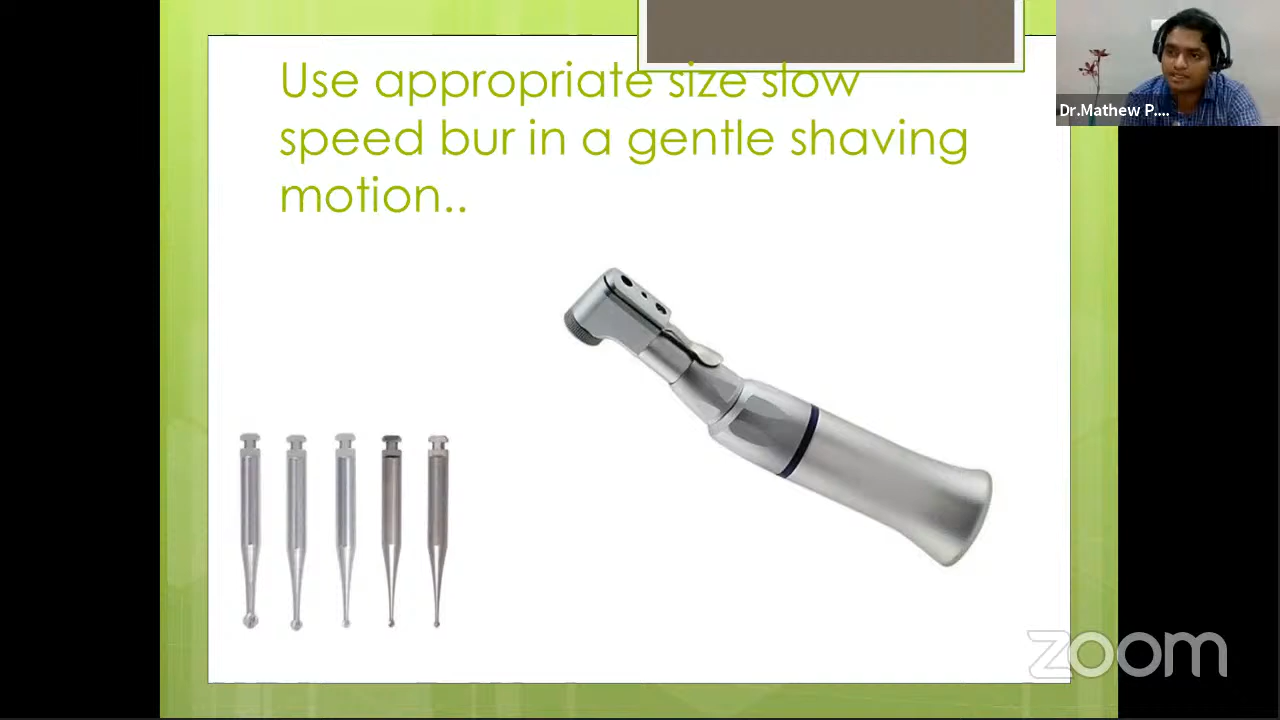 Use appropriate size slow
speed bur in a gentle shaving
motion..
Dr.Mathew P....
zoom